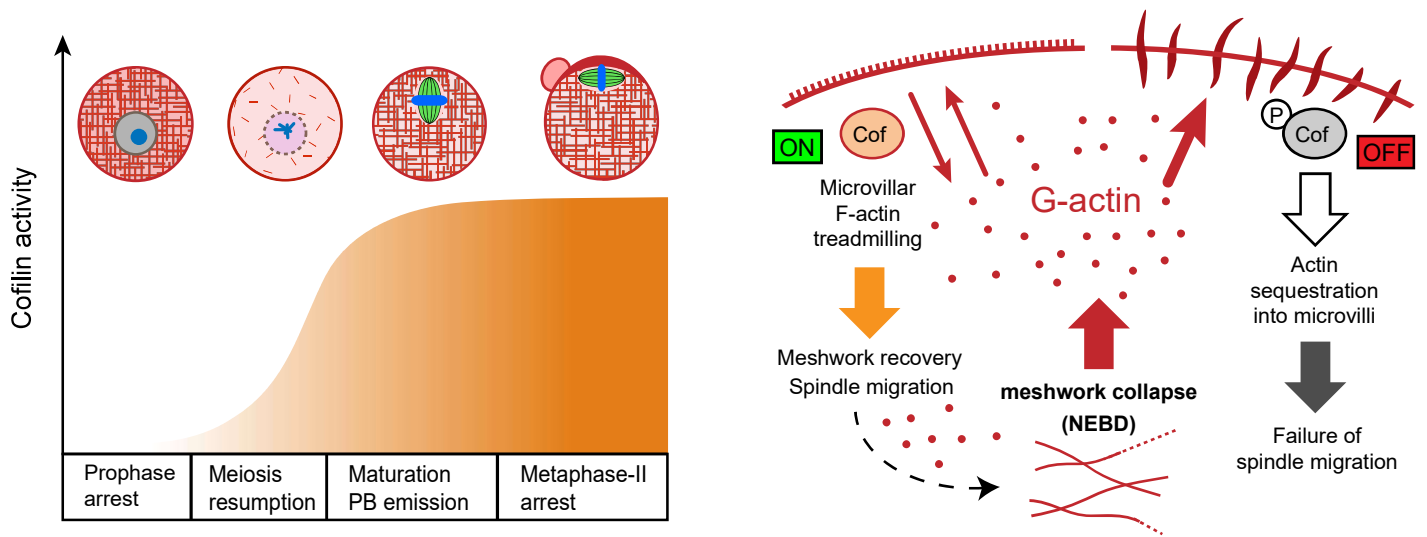 Cofilin activity
Prophase
arrest
Meiosis
resumption
Maturation
PB emission
Metaphase-II
arrest
ON
Cof
Microvillar
F-actin
treadmilling
Meshwork recovery
Spindle migration
G-actin
meshwork collapse
(NEBD)
P
Cof
OFF
Actin
sequestration
into microvilli
Failure of
spindle migration